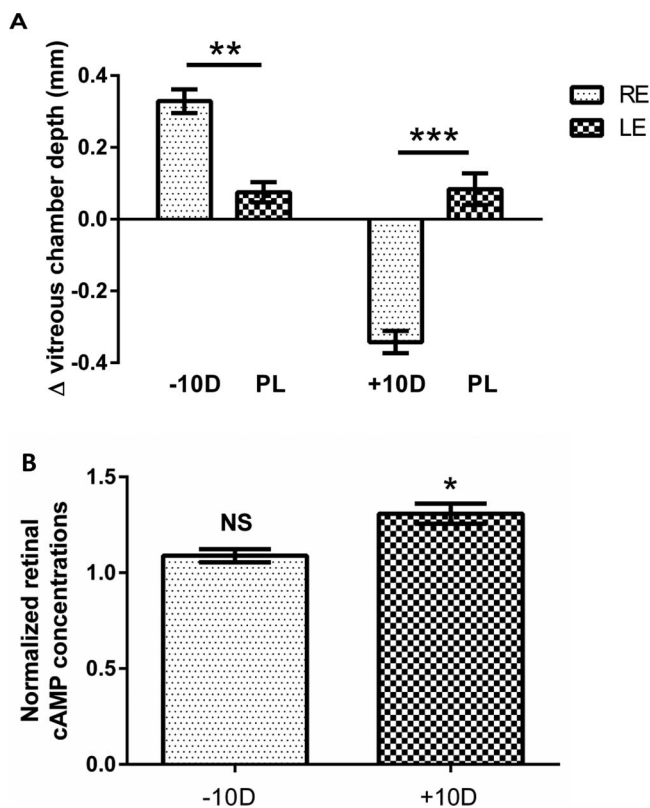 A
Δ vitreous chamber depth (mm)
0.4
0.2
0.0
-0.2
-0.4
**
***
RE
LE
-10D PL +10D PL
B
Normalized retinal
cAMP concentrations
1.5
1.0
0.5
0.0
NS
*
-10D +10D